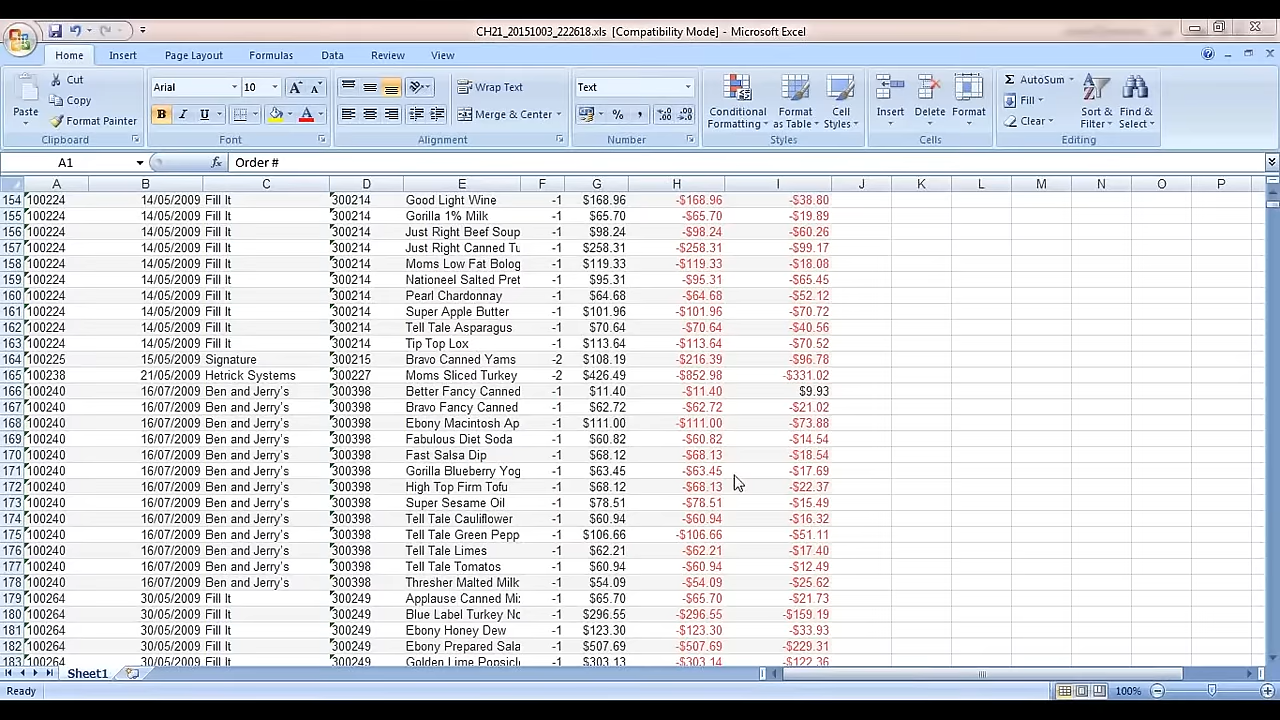 CH21_20151003_222618.xls [Compatibility Mode] - Microsoft Excel
Home Insert Page Layout Formulas Data Review View
Paste Cut Copy Format Painter Clipboard
Arial 10 B I U Font
Wrap Text Merge & Center Alignment
Text % Number
Conditional Formatting Format as Table Cell Styles Styles
Insert Delete Format Cells
AutoSum Fill Clear Sort & Filter Find & Select Editing
A1 fx Order #
A B C D E F G H I J K L M N O P
154 100224 14/05/2009 Fill It 300214 Good Light Wine -1 $168.96 -$168.96 -$38.80
155 100224 14/05/2009 Fill It 300214 Gorilla 1% Milk -1 $65.70 -$65.70 -$19.89
156 100224 14/05/2009 Fill It 300214 Just Right Beef Soup -1 $98.24 -$98.24 -$60.26
157 100224 14/05/2009 Fill It 300214 Just Right Canned Tu -1 $258.31 -$258.31 -$99.17
158 100224 14/05/2009 Fill It 300214 Moms Low Fat Bolog -1 $119.33 -$119.33 -$18.08
159 100224 14/05/2009 Fill It 300214 Nationeel Salted Pret -1 $95.31 -$95.31 -$65.45
160 100224 14/05/2009 Fill It 300214 Pearl Chardonnay -1 $64.68 -$64.68 -$52.12
161 100224 14/05/2009 Fill It 300214 Super Apple Butter -1 $101.96 -$101.96 -$70.72
162 100224 14/05/2009 Fill It 300214 Tell Tale Asparagus -1 $70.64 -$70.64 -$40.56
163 100224 14/05/2009 Fill It 300214 Tip Top Lox -1 $113.64 -$113.64 -$70.52
164 100225 15/05/2009 Signature 300215 Bravo Canned Yams -2 $108.19 -$216.39 -$96.78
165 100238 21/05/2009 Hetrick Systems 300227 Moms Sliced Turkey -2 $426.49 -$852.98 -$331.02
166 100240 16/07/2009 Ben and Jerry's 300398 Better Fancy Canned -1 $11.40 -$11.40 $9.93
167 100240 16/07/2009 Ben and Jerry's 300398 Bravo Fancy Canned -1 $62.72 -$62.72 -$21.02
168 100240 16/07/2009 Ben and Jerry's 300398 Ebony Macintosh Ap -1 $111.00 -$111.00 -$73.88
169 100240 16/07/2009 Ben and Jerry's 300398 Fabulous Diet Soda -1 $60.82 -$60.82 -$14.54
170 100240 16/07/2009 Ben and Jerry's 300398 Fast Salsa Dip -1 $68.12 -$68.13 -$18.54
171 100240 16/07/2009 Ben and Jerry's 300398 Gorilla Blueberry Yog -1 $63.45 -$63.45 -$17.69
172 100240 16/07/2009 Ben and Jerry's 300398 High Top Firm Tofu -1 $68.12 -$68.13 -$22.37
173 100240 16/07/2009 Ben and Jerry's 300398 Super Sesame Oil -1 $78.51 -$78.51 -$15.49
174 100240 16/07/2009 Ben and Jerry's 300398 Tell Tale Cauliflower -1 $60.94 -$60.94 -$16.32
175 100240 16/07/2009 Ben and Jerry's 300398 Tell Tale Green Pepp -1 $106.66 -$106.66 -$51.11
176 100240 16/07/2009 Ben and Jerry's 300398 Tell Tale Limes -1 $62.21 -$62.21 -$17.40
177 100240 16/07/2009 Ben and Jerry's 300398 Tell Tale Tomatos -1 $60.94 -$60.94 -$12.49
178 100240 16/07/2009 Ben and Jerry's 300398 Thresher Malted Milk -1 $54.09 -$54.09 -$25.62
179 100264 30/05/2009 Fill It 300249 Applause Canned Mi -1 $65.70 -$65.70 -$21.73
180 100264 30/05/2009 Fill It 300249 Blue Label Turkey No -1 $296.55 -$296.55 -$159.19
181 100264 30/05/2009 Fill It 300249 Ebony Honey Dew -1 $123.30 -$123.30 -$33.93
182 100264 30/05/2009 Fill It 300249 Ebony Prepared Sala -1 $507.69 -$507.69 -$229.31
183 100264 30/05/2009 Fill It 300249 Golden Lime Popsicl -1 $303.13 -$303.14 -$122.36
Sheet1
Ready 100%